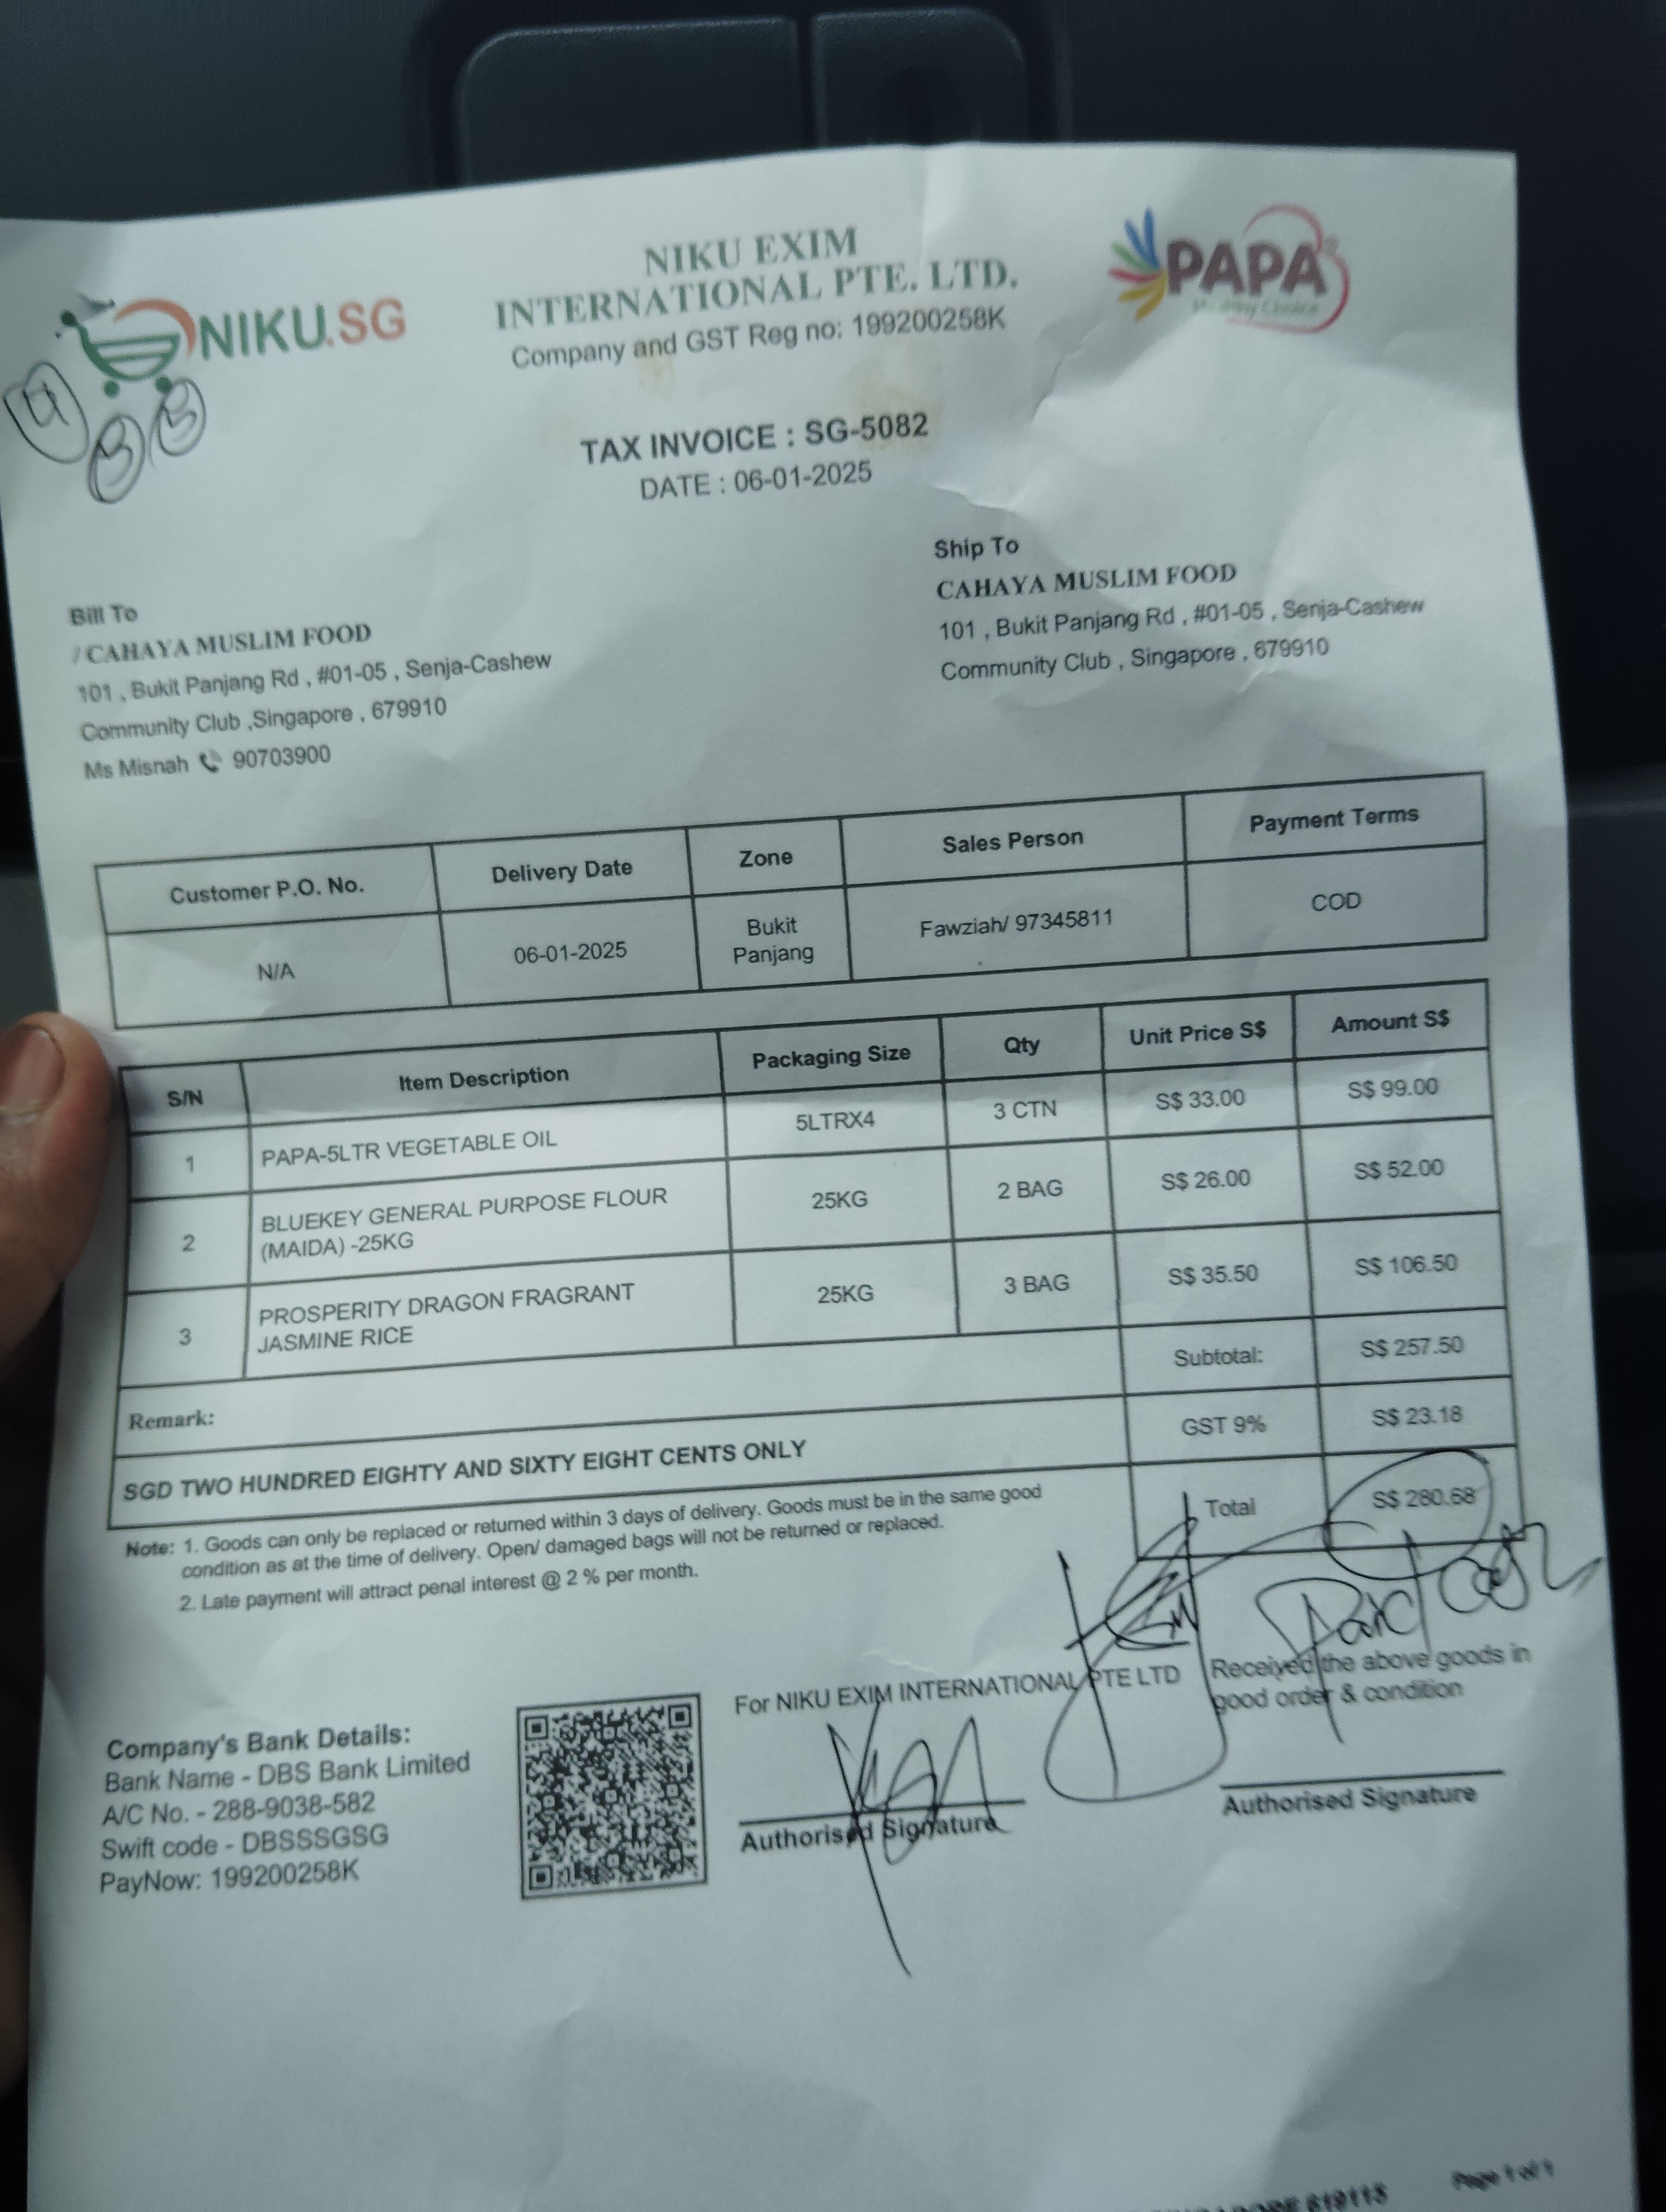 NIKU.SG
NIKU EXIM
INTERNATIONAL PTE. LTD.
Company and GST Reg no: 199200258K
PAPA
Healthy Choice
TAX INVOICE : SG-5082
DATE : 06-01-2025
Bill To
/ CAHAYA MUSLIM FOOD
101 , Bukit Panjang Rd , #01-05 , Senja-Cashew
Community Club ,Singapore , 679910
Ms Misnah 90703900
Ship To
CAHAYA MUSLIM FOOD
101 , Bukit Panjang Rd , #01-05 , Senja-Cashew
Community Club , Singapore , 679910
Customer P.O. No. Delivery Date Zone Sales Person Payment Terms
N/A 06-01-2025 Bukit Panjang Fawziah/ 97345811 COD
S/N Item Description Packaging Size Qty Unit Price S$ Amount S$
1 PAPA-5LTR VEGETABLE OIL 5LTRX4 3 CTN S$ 33.00 S$ 99.00
2 BLUEKEY GENERAL PURPOSE FLOUR (MAIDA) -25KG 25KG 2 BAG S$ 26.00 S$ 52.00
3 PROSPERITY DRAGON FRAGRANT JASMINE RICE 25KG 3 BAG S$ 35.50 S$ 106.50
Subtotal: S$ 257.50
Remark:
GST 9% S$ 23.18
SGD TWO HUNDRED EIGHTY AND SIXTY EIGHT CENTS ONLY
Total S$ 280.68
Note: 1. Goods can only be replaced or returned within 3 days of delivery. Goods must be in the same good
condition as at the time of delivery. Open/ damaged bags will not be returned or replaced.
2. Late payment will attract penal interest @ 2 % per month.
Paid Cash
For NIKU EXIM INTERNATIONAL PTE LTD
Authorised Signature
Received the above goods in
good order & condition
Authorised Signature
Company's Bank Details:
Bank Name - DBS Bank Limited
A/C No. - 288-9038-582
Swift code - DBSSSGSG
PayNow: 199200258K
Page 1 of 1